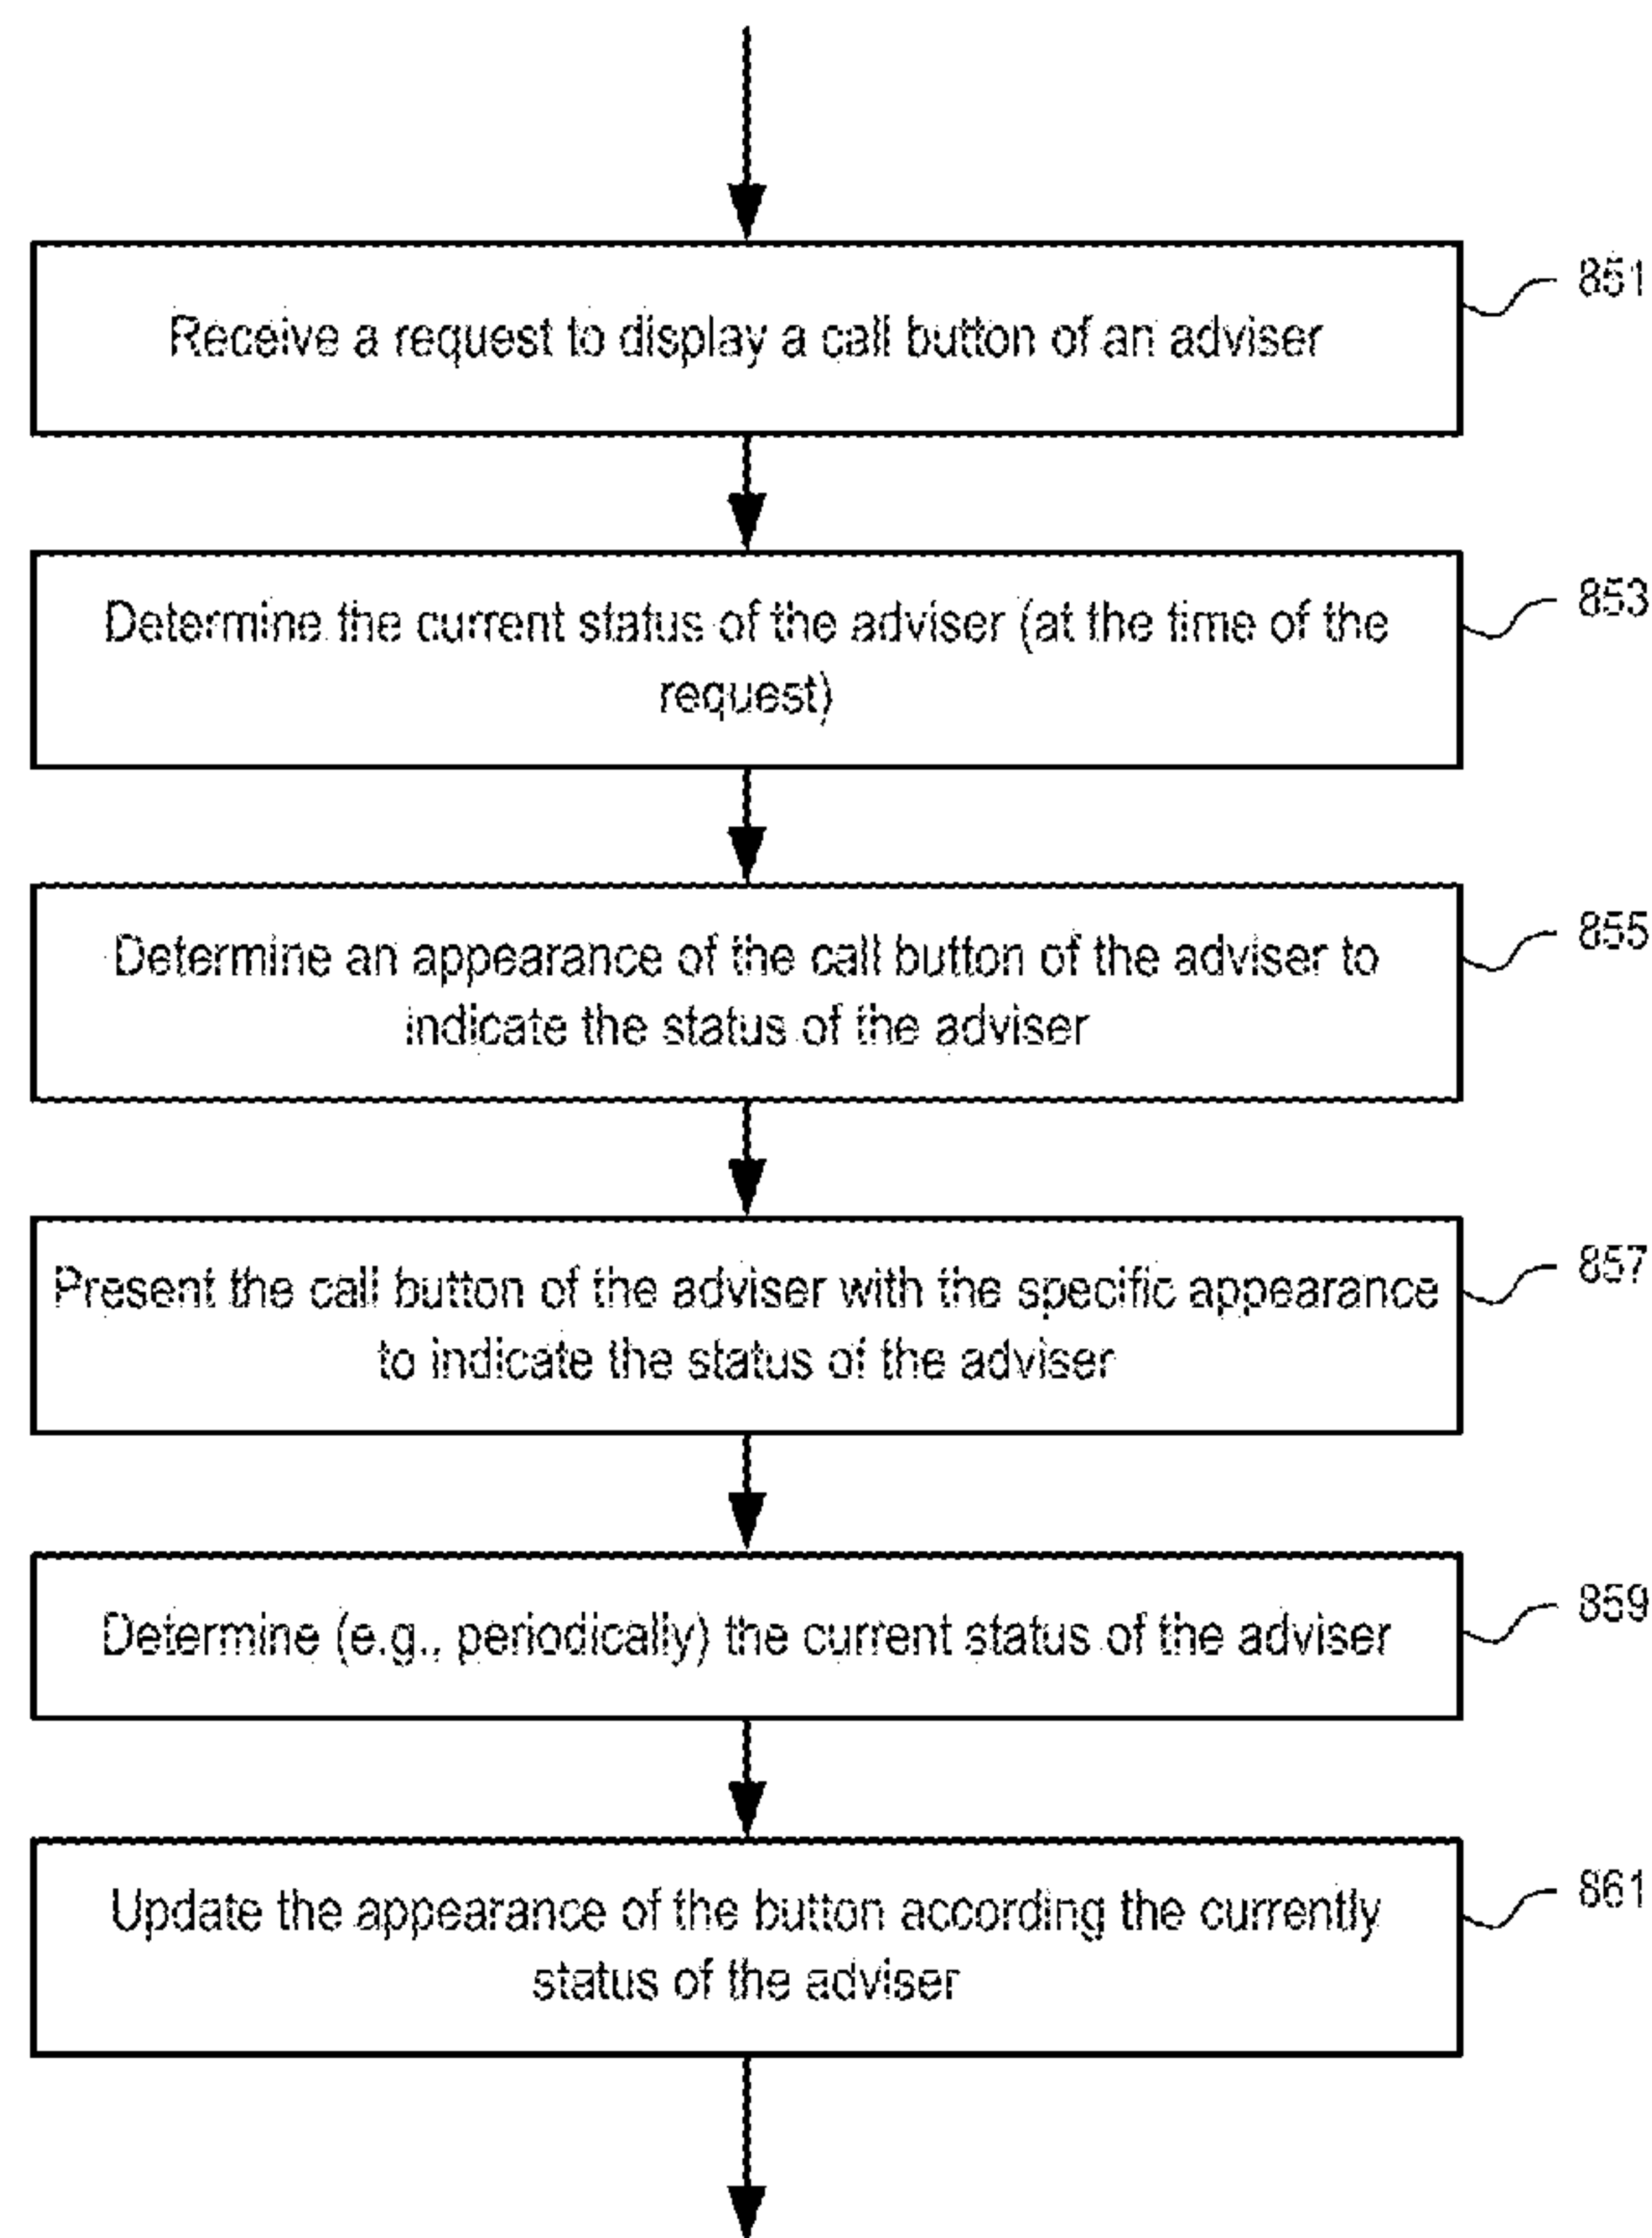 Receive a request to display a call button of an adviser
851
Determine the current status of the adviser (at the time of the
request)
853
Determine an appearance of the call button of the adviser to
indicate the status of the adviser
855
Present the call button of the adviser with the specific appearance
to indicate the status of the adviser
857
Determine (e.g., periodically) the current status of the adviser
859
Update the appearance of the button according the currently
status of the adviser
861